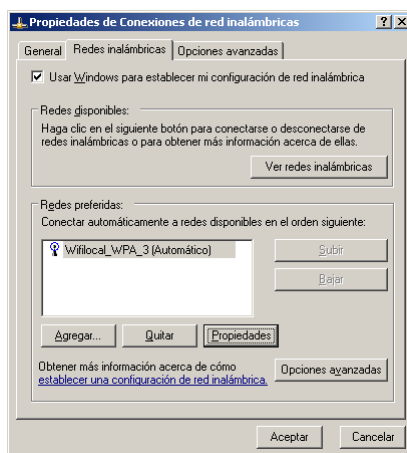 Propiedades de Conexiones de red inalámbricas
General Redes inalámbricas Opciones avanzadas
Usar Windows para establecer mi configuración de red inalámbrica
Redes disponibles:
Haga clic en el siguiente botón para conectarse o desconectarse de
redes inalámbricas o para obtener más información acerca de ellas.
Ver redes inalámbricas
Redes preferidas:
Conectar automáticamente a redes disponibles en el orden siguiente:
Wifilocal_WPA_3 (Automático)
Subir
Bajar
Agregar... Quitar Propiedades
Obtener más información acerca de cómo
establecer una configuración de red inalámbrica.
Opciones avanzadas
Aceptar Cancelar